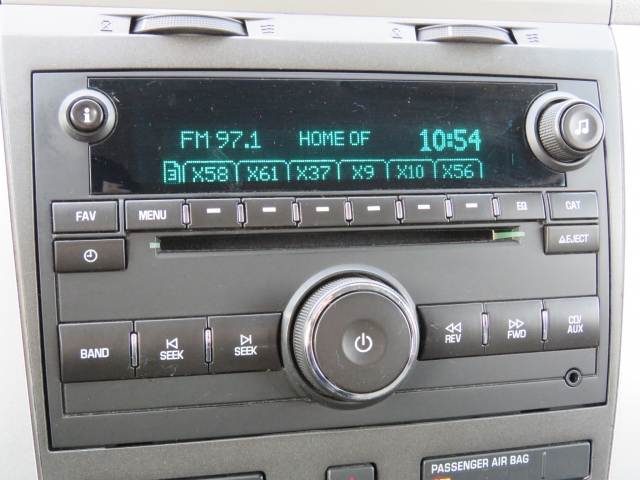 i
FM 97.1 HOME OF 10:54
3 X58 X61 X37 X9 X10 X56
FAV MENU EQ CAT
EJECT
BAND SEEK SEEK REV FWD CD/AUX
PASSENGER AIR BAG